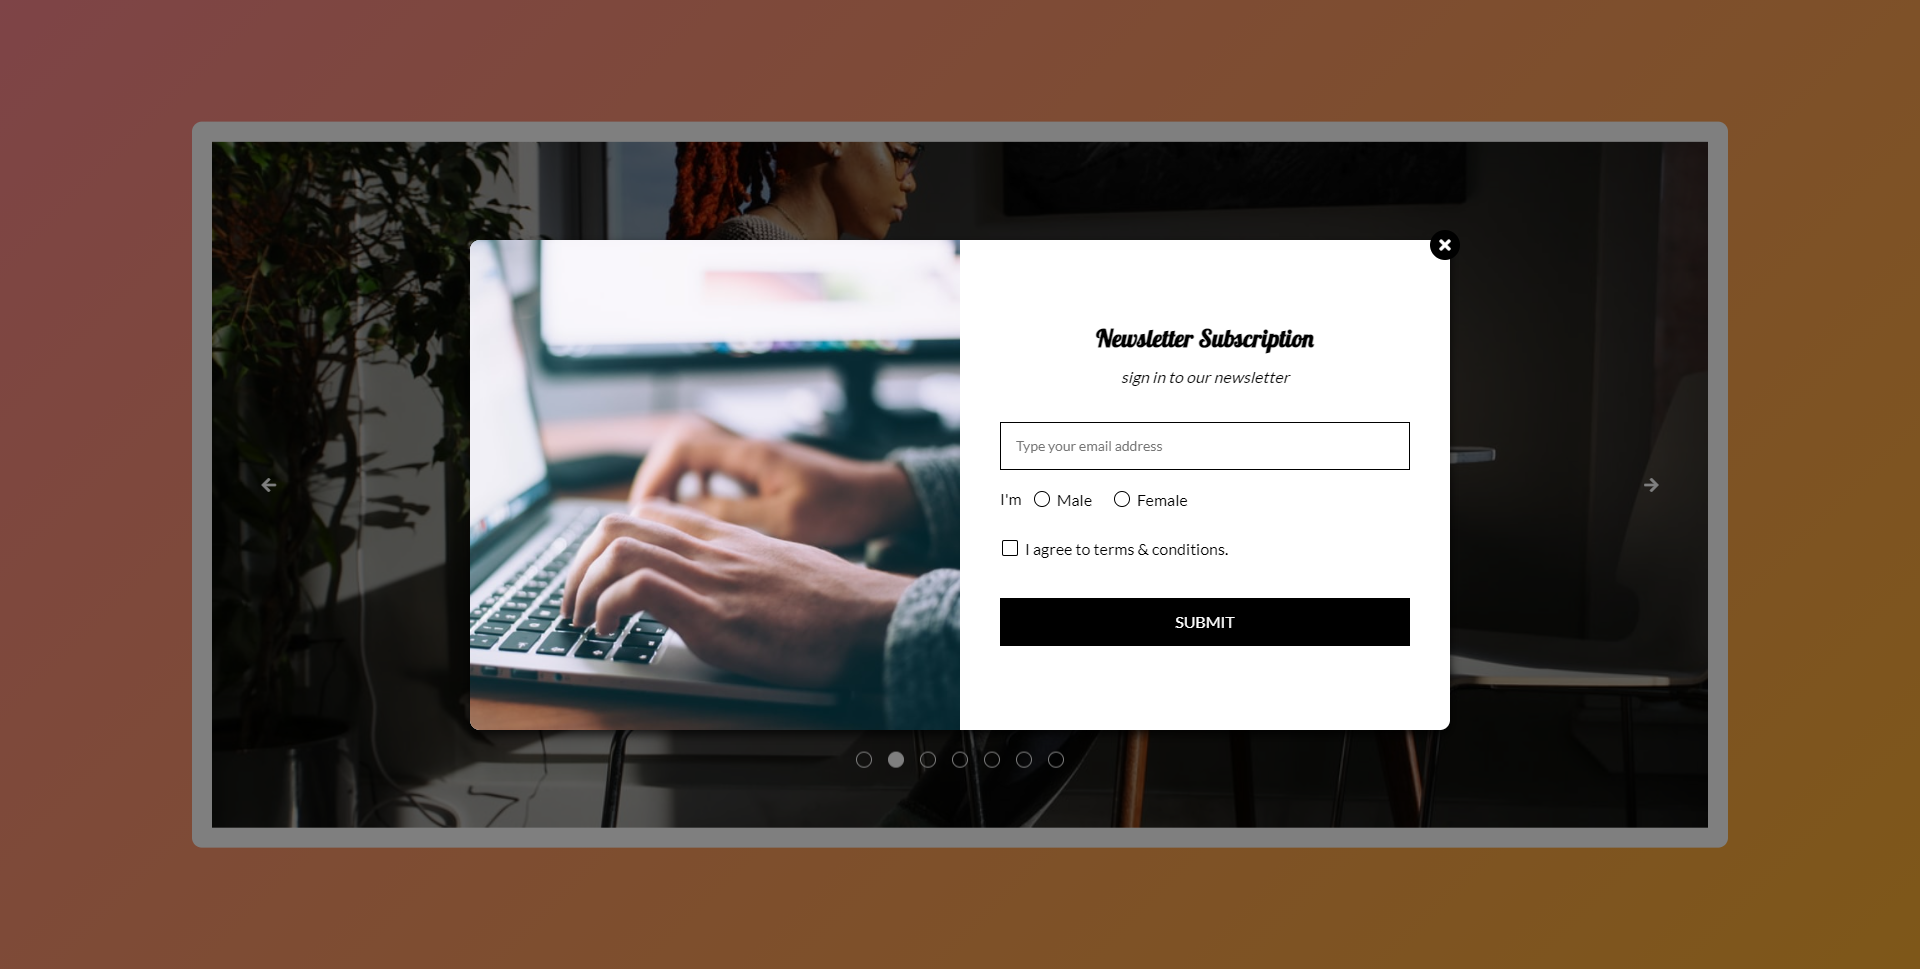 Newsletter Subscription
sign in to our newsletter
Type your email address
I'm Male Female
I agree to terms & conditions.
SUBMIT